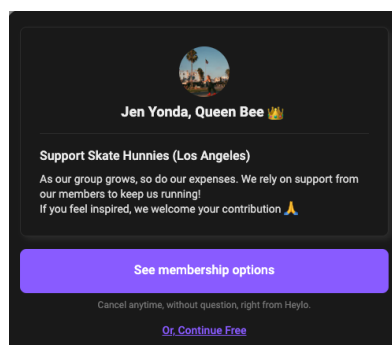 Jen Yonda, Queen Bee 👑
Support Skate Hunnies (Los Angeles)
As our group grows, so do our expenses. We rely on support from
our members to keep us running!
If you feel inspired, we welcome your contribution 🙏
See membership options
Cancel anytime, without question, right from Heylo.
Or, Continue Free